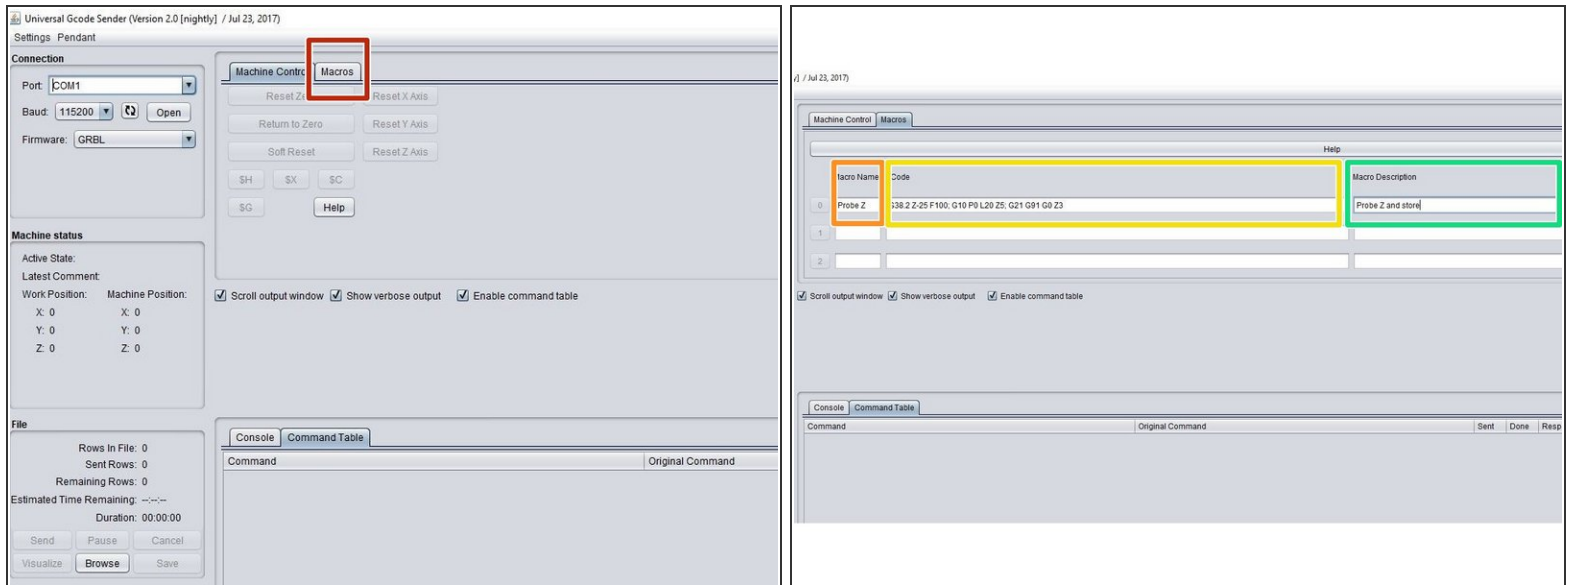 Universal Gcode Sender (Version 2.0 [nightly] / Jul 23, 2017)
Settings Pendant
Connection
Port: COM1
Baud: 115200 Open
Firmware: GRBL
Machine Contro Macros
Reset Ze Reset X Axis
Return to Zero Reset Y Axis
Soft Reset Reset Z Axis
$H $X $C
$G Help
Machine status
Active State:
Latest Comment:
Work Position: Machine Position:
X: 0 X: 0
Y: 0 Y: 0
Z: 0 Z: 0
Scroll output window Show verbose output Enable command table
File
Rows In File: 0
Sent Rows: 0
Remaining Rows: 0
Estimated Time Remaining: --:--:--
Duration: 00:00:00
Send Pause Cancel
Visualize Browse Save
Console Command Table
Command Original Command
y] / Jul 23, 2017)
Machine Control Macros
Help
Macro Name Code Macro Description
0 Probe Z G38.2 Z-25 F100; G10 P0 L20 Z5; G21 G91 G0 Z3 Probe Z and store
1
2
Scroll output window Show verbose output Enable command table
Console Command Table
Command Original Command Sent Done Resp